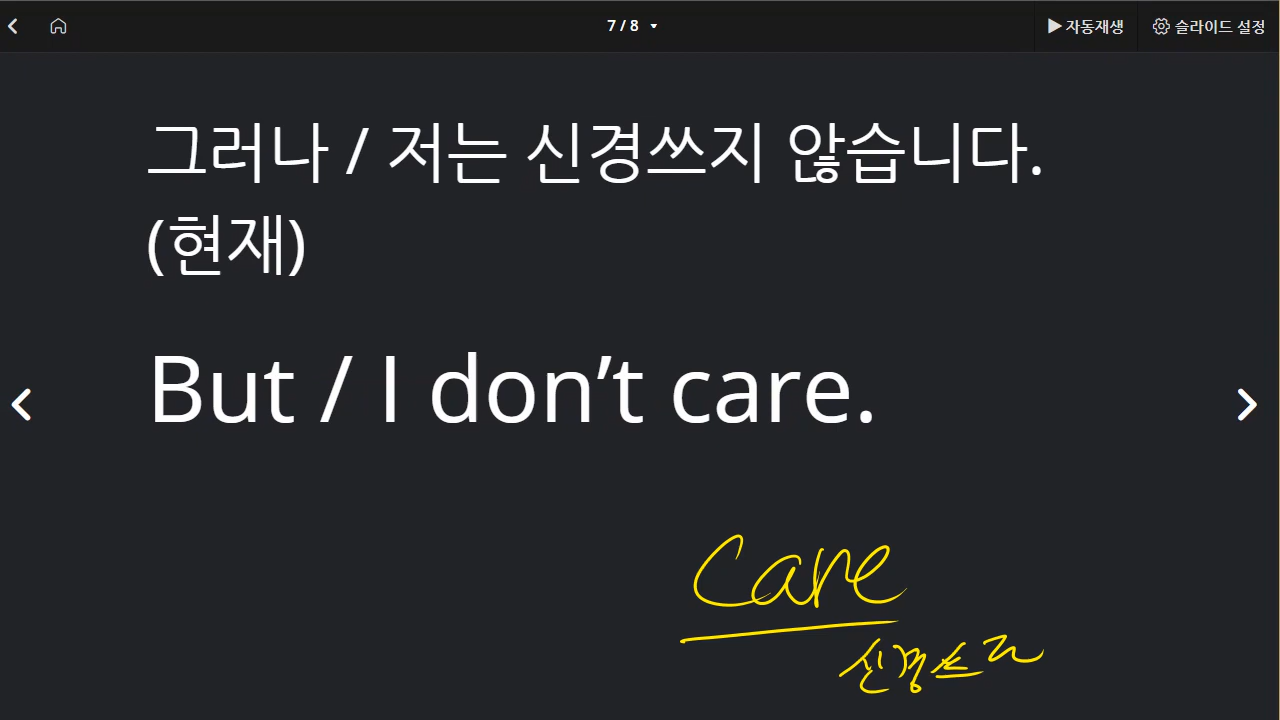 7 / 8
자동재생
슬라이드 설정
그러나 / 저는 신경쓰지 않습니다.
(현재)
But / I don’t care.
care
신경쓰다